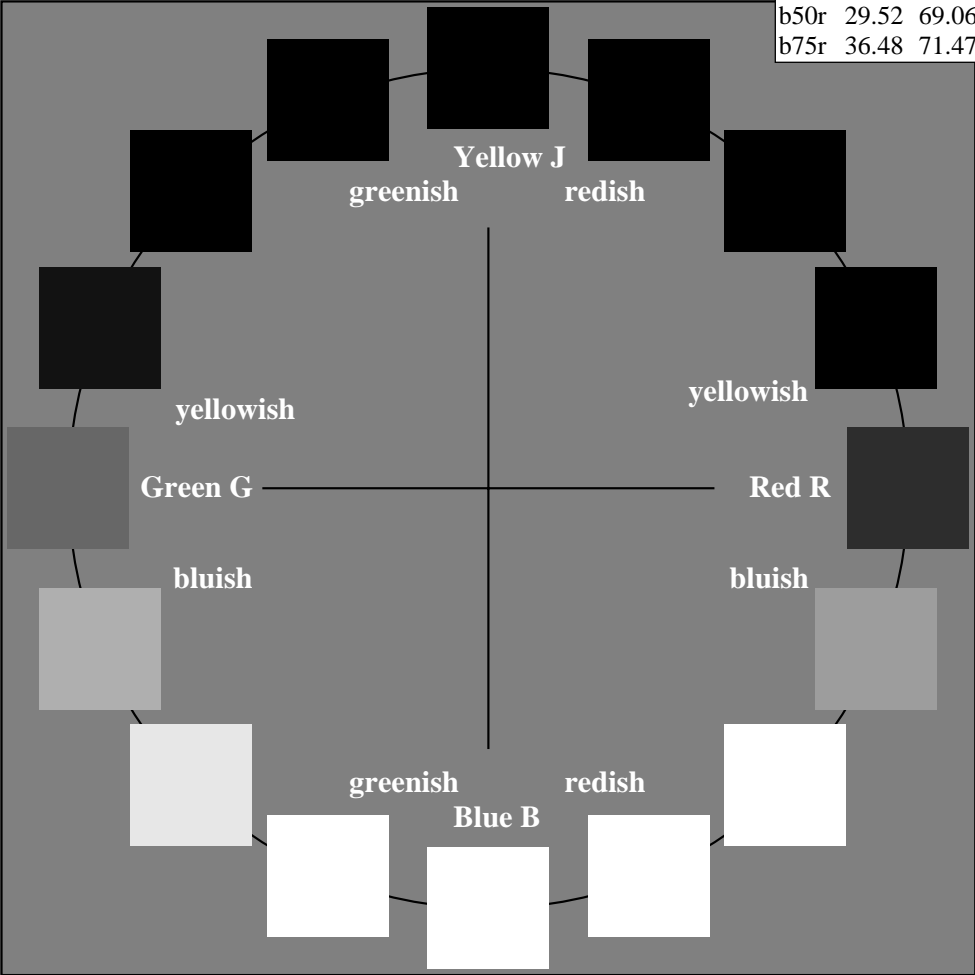 b50r 29.52 69.06
b75r 36.48 71.47
Yellow J
greenish redish
yellowish
yellowish
Green G Red R
bluish bluish
greenish redish
Blue B